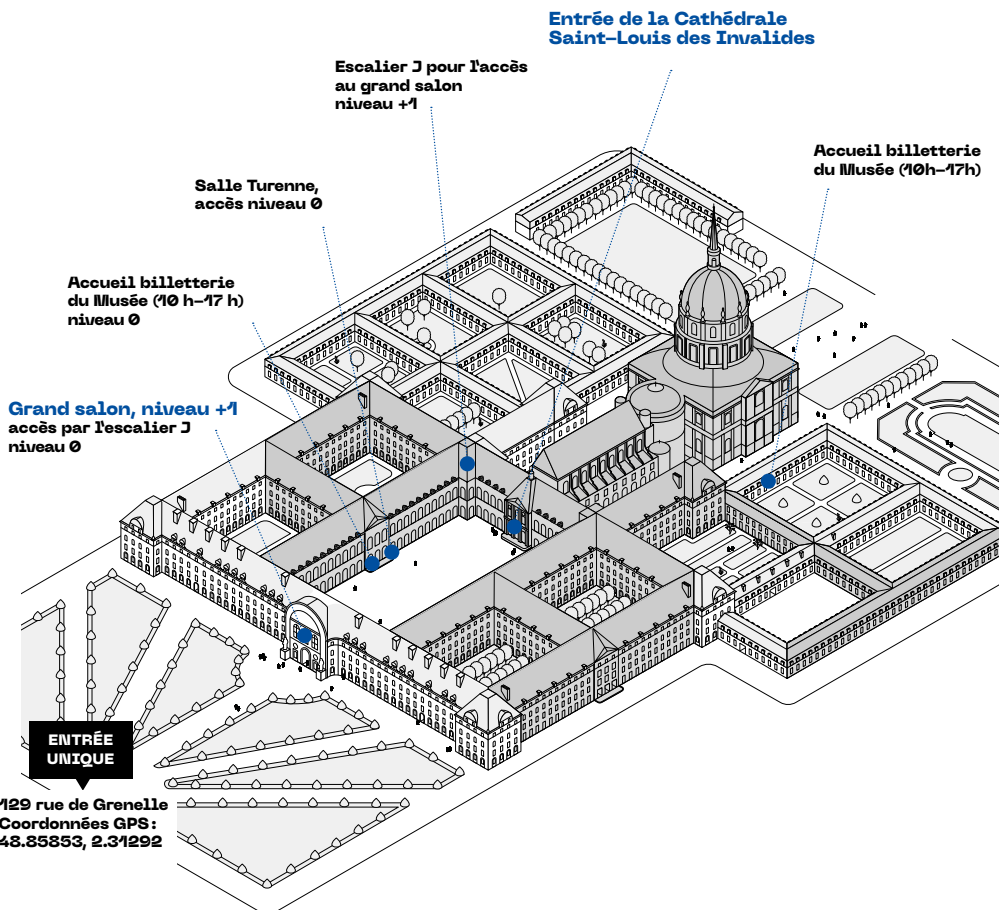 Entrée de la Cathédrale
Saint-Louis des Invalides
Escalier J pour l'accès
au grand salon
niveau +1
Accueil billetterie
du Musée (10h-17h)
Salle Turenne,
accès niveau 0
Accueil billetterie
du Musée (10 h-17 h)
niveau 0
Grand salon, niveau +1
accès par l'escalier J
niveau 0
ENTRÉE
UNIQUE
129 rue de Grenelle
Coordonnées GPS :
48.85853, 2.31292